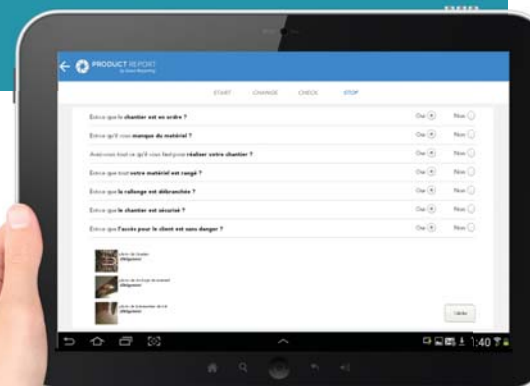 PRODUCT REPORT
START CHANGE CHECK STOP
Est-ce que le chantier est en ordre ? Oui Non
Est-ce qu'il vous manque du matériel ? Oui Non
Avez-vous tout ce qu'il vous faut pour réaliser votre chantier ? Oui Non
Est-ce que tout votre matériel est rangé ? Oui Non
Est-ce que la rallonge est débranchée ? Oui Non
Est-ce que le chantier est sécurisé ? Oui Non
Est-ce que l'accès pour le client est sans danger ? Oui Non
1:40